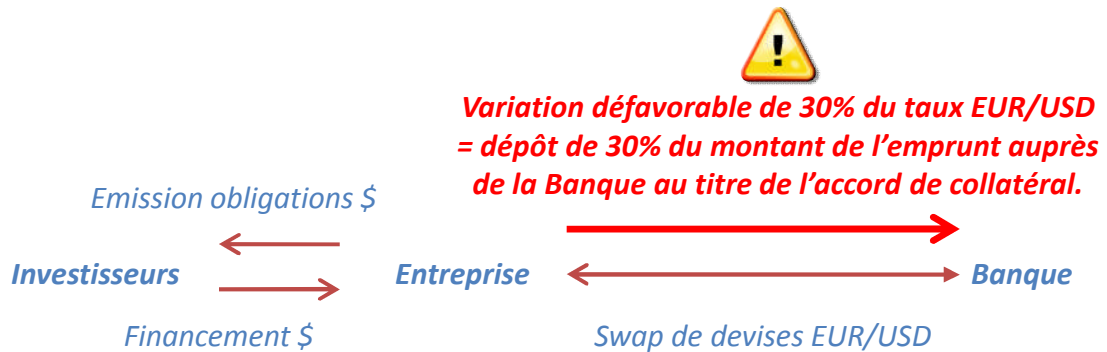 !
Variation défavorable de 30% du taux EUR/USD
= dépôt de 30% du montant de l’emprunt auprès
de la Banque au titre de l’accord de collatéral.
Emission obligations $
Investisseurs
Entreprise
Banque
Financement $
Swap de devises EUR/USD